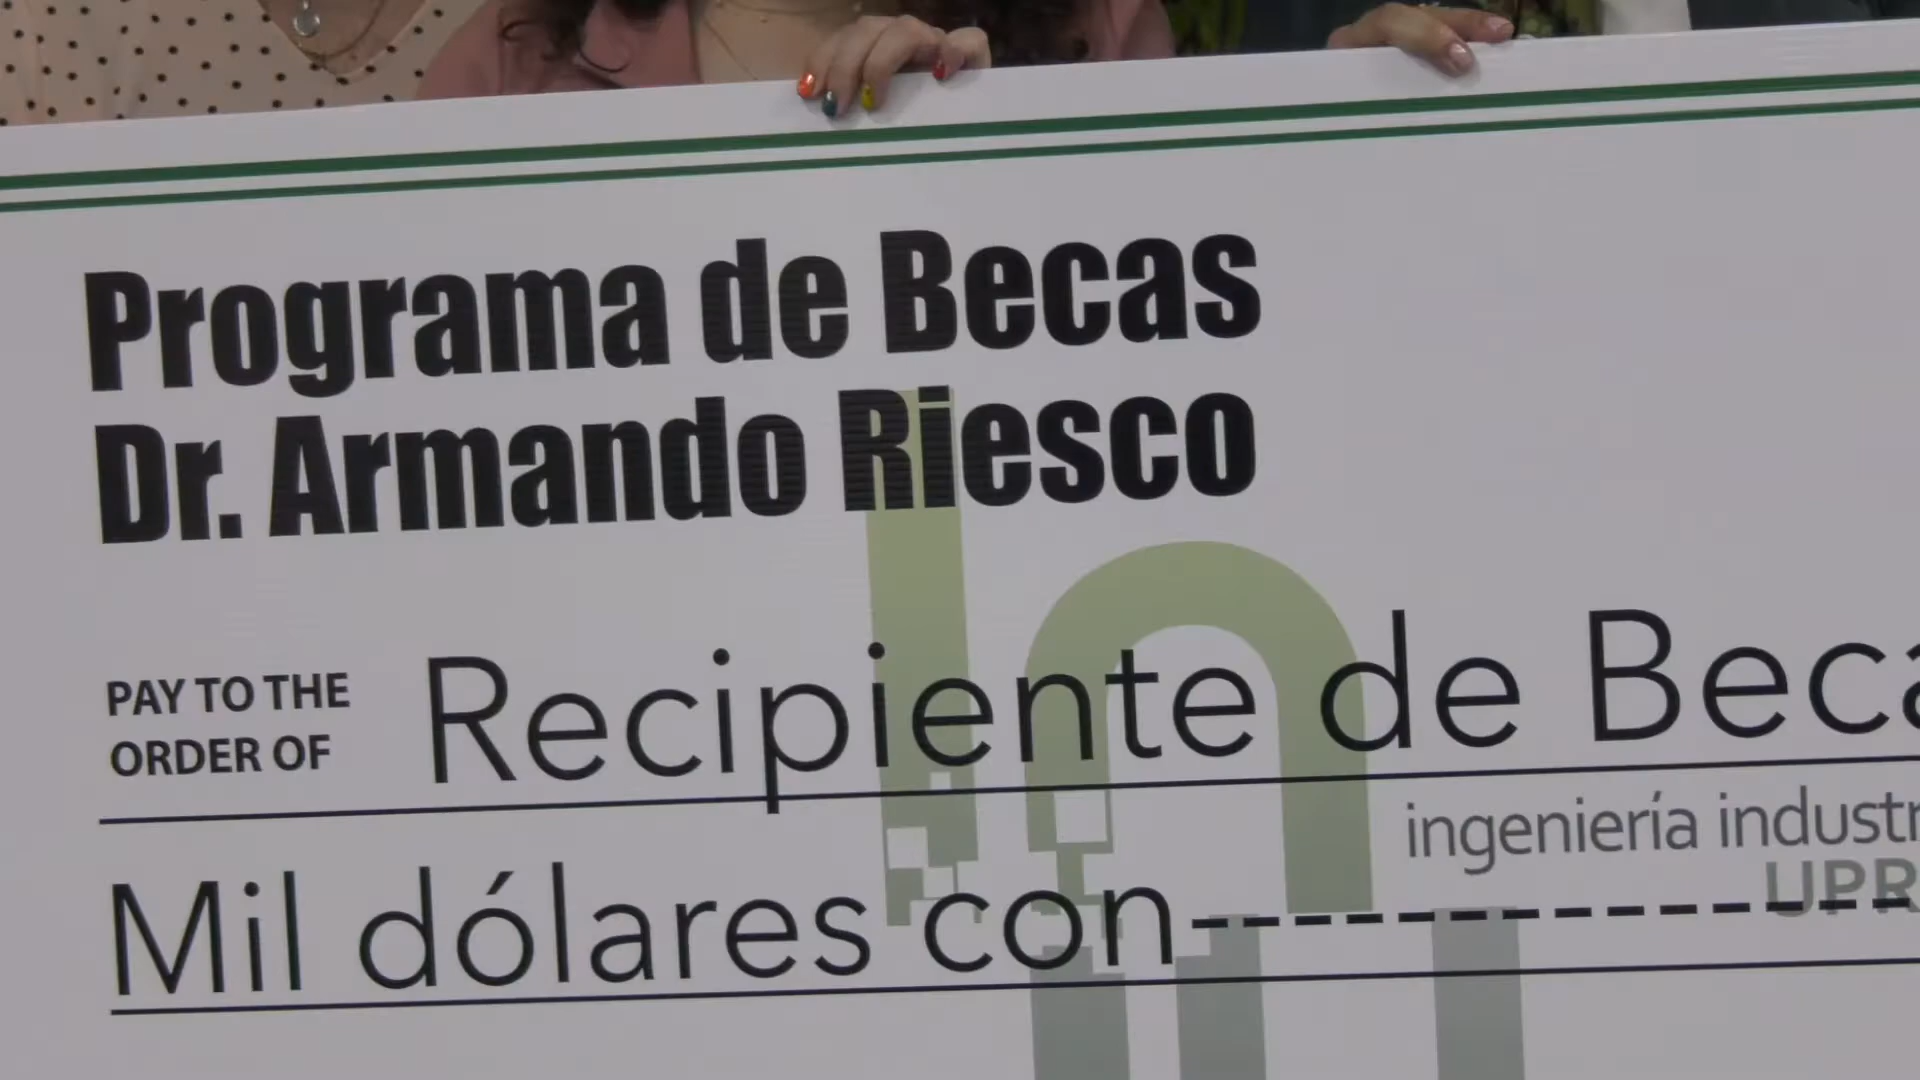 Programa de Becas
Dr. Armando Riesco
PAY TO THE
ORDER OF
Recipiente de Beca
ingeniería industr
UPR
Mil dólares con------------------